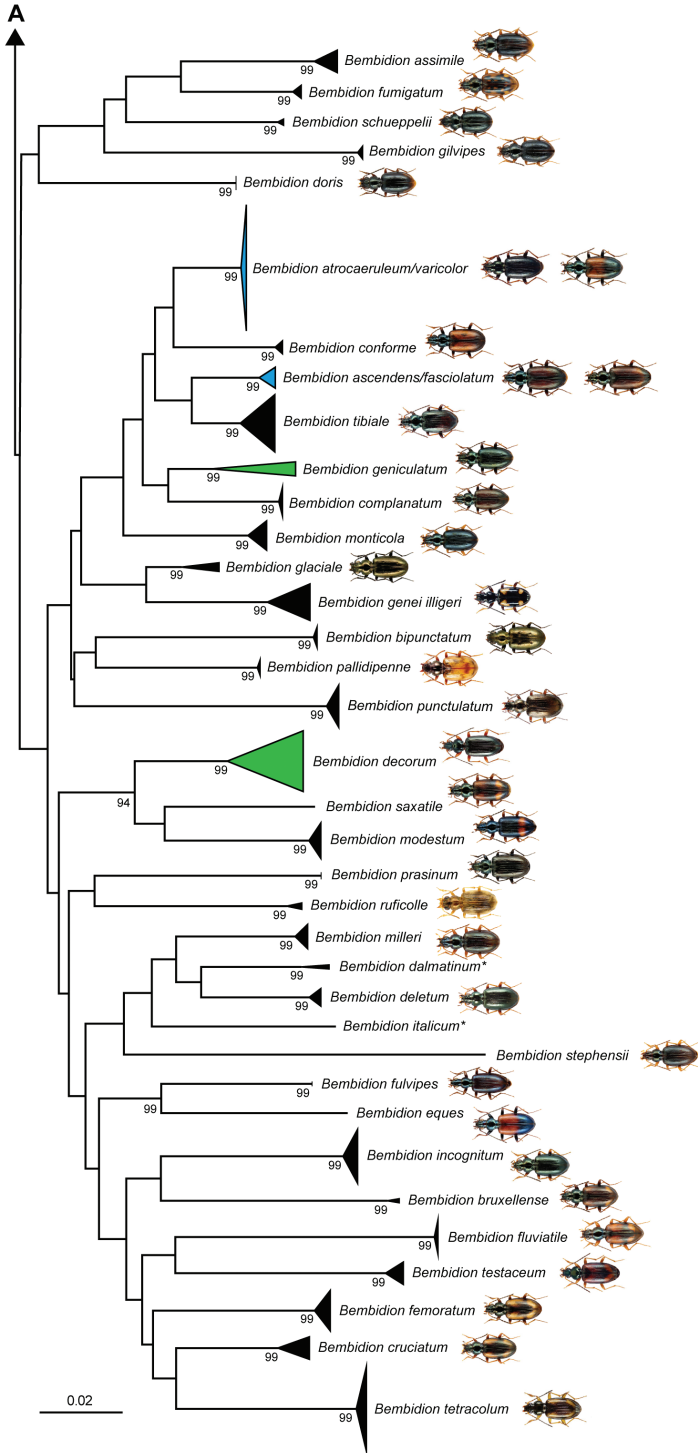 A
Bembidion assimile
99
Bembidion fumigatum
99
Bembidion schueppelii
99
Bembidion gilvipes
99
Bembidion doris
99
Bembidion atrocaeruleum/varicolor
99
Bembidion conforme
99
Bembidion ascendens/fasciolatum
99
Bembidion tibiale
99
Bembidion geniculatum
99
Bembidion complanatum
99
Bembidion monticola
99
Bembidion glaciale
99
Bembidion genei illigeri
99
Bembidion bipunctatum
99
Bembidion pallidipenne
99
Bembidion punctulatum
99
Bembidion decorum
99
94
Bembidion saxatile
Bembidion modestum
99
Bembidion prasinum
99
Bembidion ruficolle
99
Bembidion milleri
99
Bembidion dalmatinum*
99
Bembidion deletum
99
Bembidion italicum*
Bembidion stephensii
Bembidion fulvipes
99
99
Bembidion eques
Bembidion incognitum
99
Bembidion bruxellense
99
Bembidion fluviatile
99
Bembidion testaceum
99
Bembidion femoratum
99
Bembidion cruciatum
99
0.02
Bembidion tetracolum
99